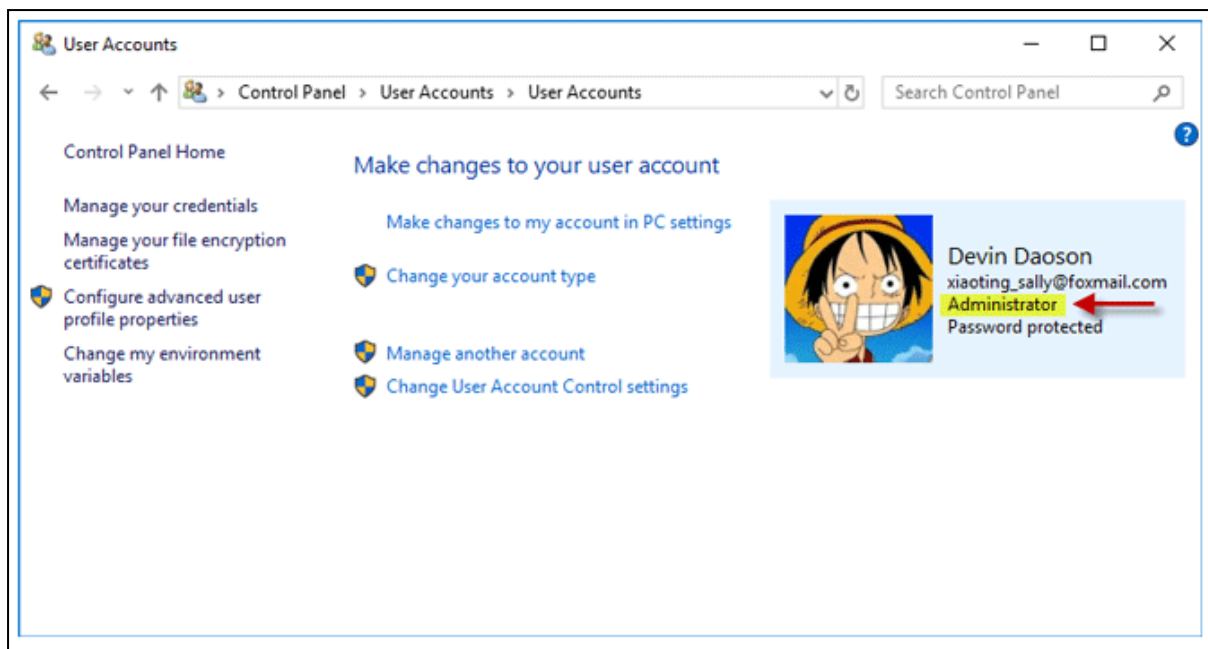 User Accounts
Control Panel > User Accounts > User Accounts
Search Control Panel
?
Control Panel Home
Manage your credentials
Manage your file encryption
certificates
Configure advanced user
profile properties
Change my environment
variables
Make changes to your user account
Make changes to my account in PC settings
Change your account type
Manage another account
Change User Account Control settings
Devin Daoson
xiaoting_sally@foxmail.com
Administrator
Password protected